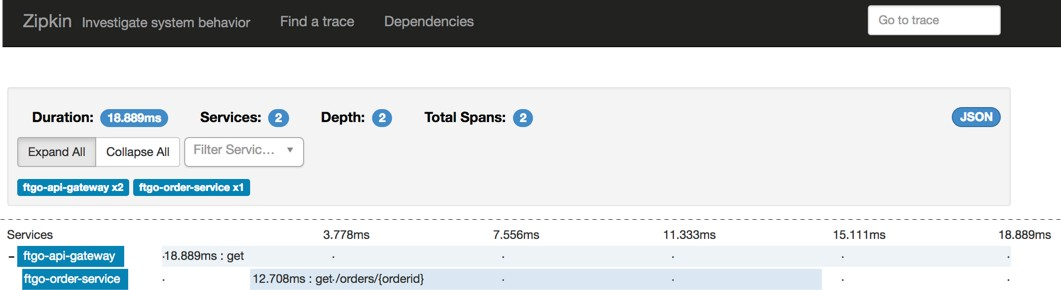 Zipkin Investigate system behavior Find a trace Dependencies Go to trace
Duration: 18.889ms Services: 2 Depth: 2 Total Spans: 2 JSON
Expand All Collapse All Filter Servic...
ftgo-api-gateway x2 ftgo-order-service x1
Services 3.778ms 7.556ms 11.333ms 15.111ms 18.889ms
- ftgo-api-gateway 18.889ms : get
ftgo-order-service 12.708ms : get /orders/{orderid}